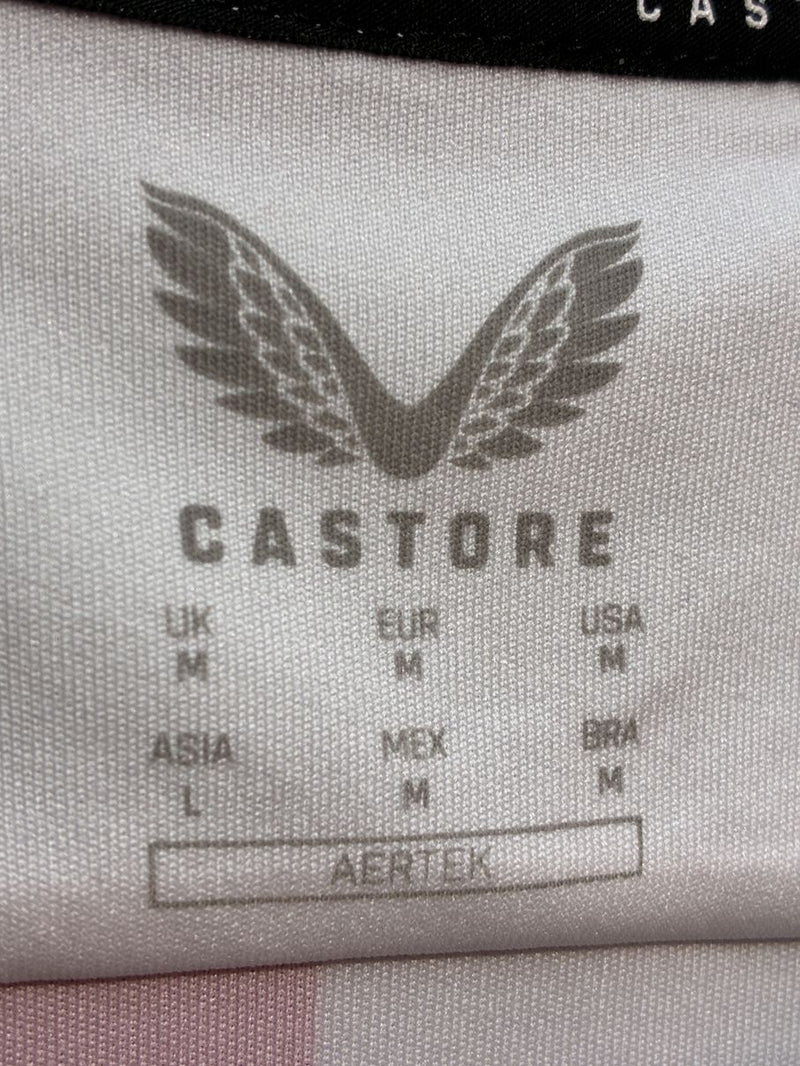 CAS
CASTORE
UK EUR USA
M M M
ASIA MEX BRA
L M M
AERTEK